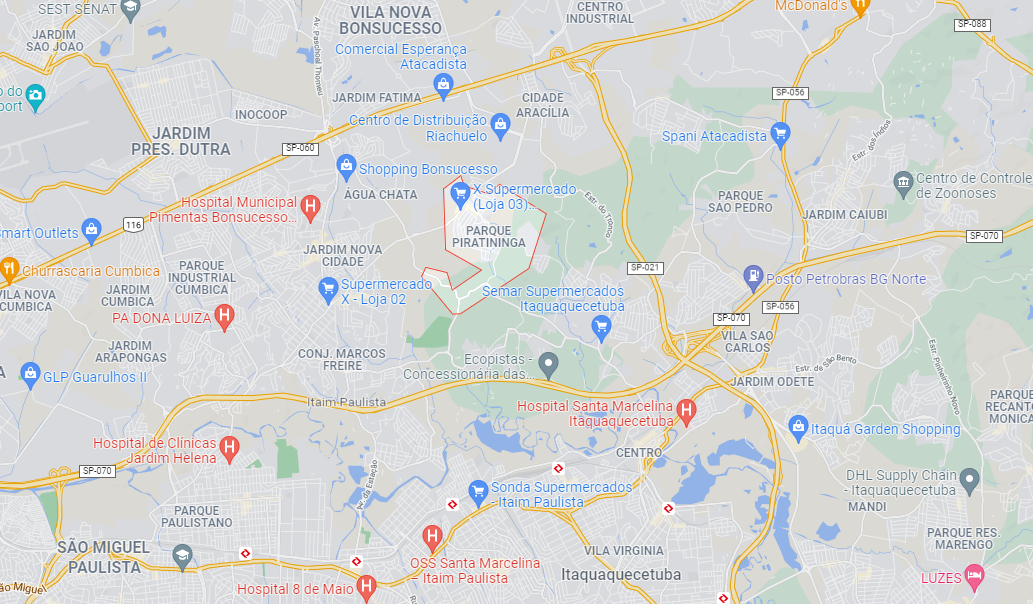 SEST SENAT
VILA NOVA
BONSUCESSO
CENTRO
INDUSTRIAL
McDonald's
SP-088
JARDIM
SAO JOAO
Av. Paschoal Thomeu
Comercial Esperança
Atacadista
o do
port
INOCOOP
JARDIM FATIMA
CIDADE
ARACÍLIA
SP-056
Centro de Distribuição
Riachuelo
Spani Atacadista
Estr. dos Índios
JARDIM
PRES. DUTRA
SP-060
Shopping Bonsucesso
ÁGUA CHATA
X Supermercado
(Loja 03)...
Centro de Controle
de Zoonoses
Hospital Municipal
Pimentas Bonsucesso...
Estr. do Tronco
PARQUE
SAO PEDRO
JARDIM CAIUBI
116
mart Outlets
PARQUE
PIRATININGA
SP-070
JARDIM NOVA
CIDADE
Churrascaria Cumbica
PARQUE
INDUSTRIAL
CUMBICA
SP-021
Posto Petrobras BG Norte
VILA NOVA
CUMBICA
JARDIM
CUMBICA
Supermercado
X - Loja 02
Semar Supermercados
Itaquaquecetuba
SP-056
PA DONA LUIZA
SP-070
VILA SAO
CARLOS
JARDIM
ARAPONGAS
CONJ. MARCOS
FREIRE
Ecopistas -
Concessionária das...
Estr. de São Bento
Estr. Pinheirinho Novo
A
GLP Guarulhos II
JARDIM ODETE
Itaim Paulista
Hospital Santa Marcelina
Itaquaquecetuba
PARQUE
RECANTO
MONICA
Itaquá Garden Shopping
Hospital de Clínicas
Jardim Helena
CENTRO
SP-070
Av. da Estação
DHL Supply Chain
- Itaquaquecetuba
MANDI
Sonda Supermercados
- Itaim Paulista
PARQUE
PAULISTANO
PARQUE RES.
MARENGO
SÃO MIGUEL
PAULISTA
VILA VIRGINIA
OSS Santa Marcelina
– Itaim Paulista
Itaquaquecetuba
LUZES
ão Miguel
Hospital 8 de Maio